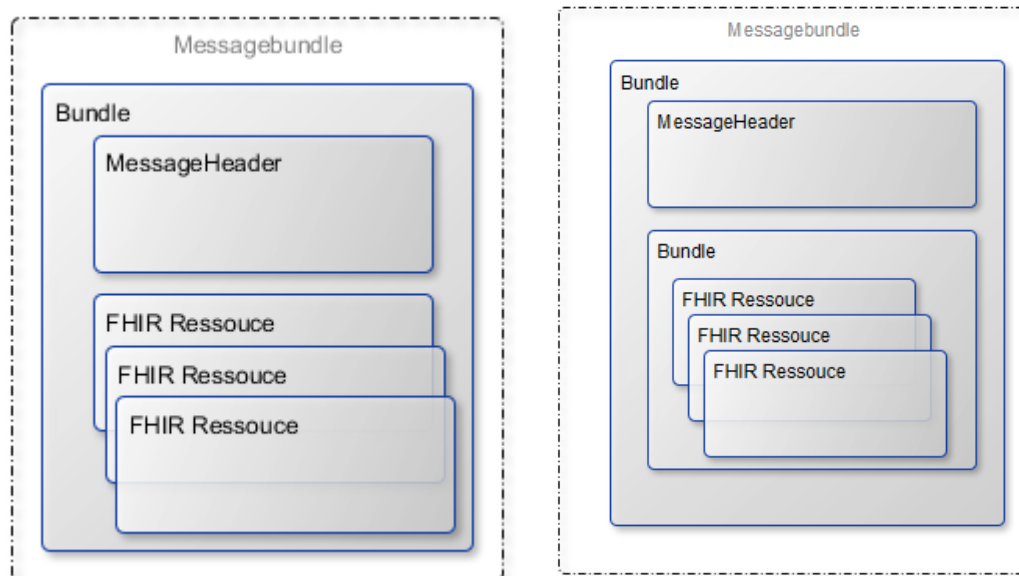 Messagebundle
Bundle
MessageHeader
FHIR Ressouce
FHIR Ressouce
FHIR Ressouce
Messagebundle
Bundle
MessageHeader
Bundle
FHIR Ressouce
FHIR Ressouce
FHIR Ressouce